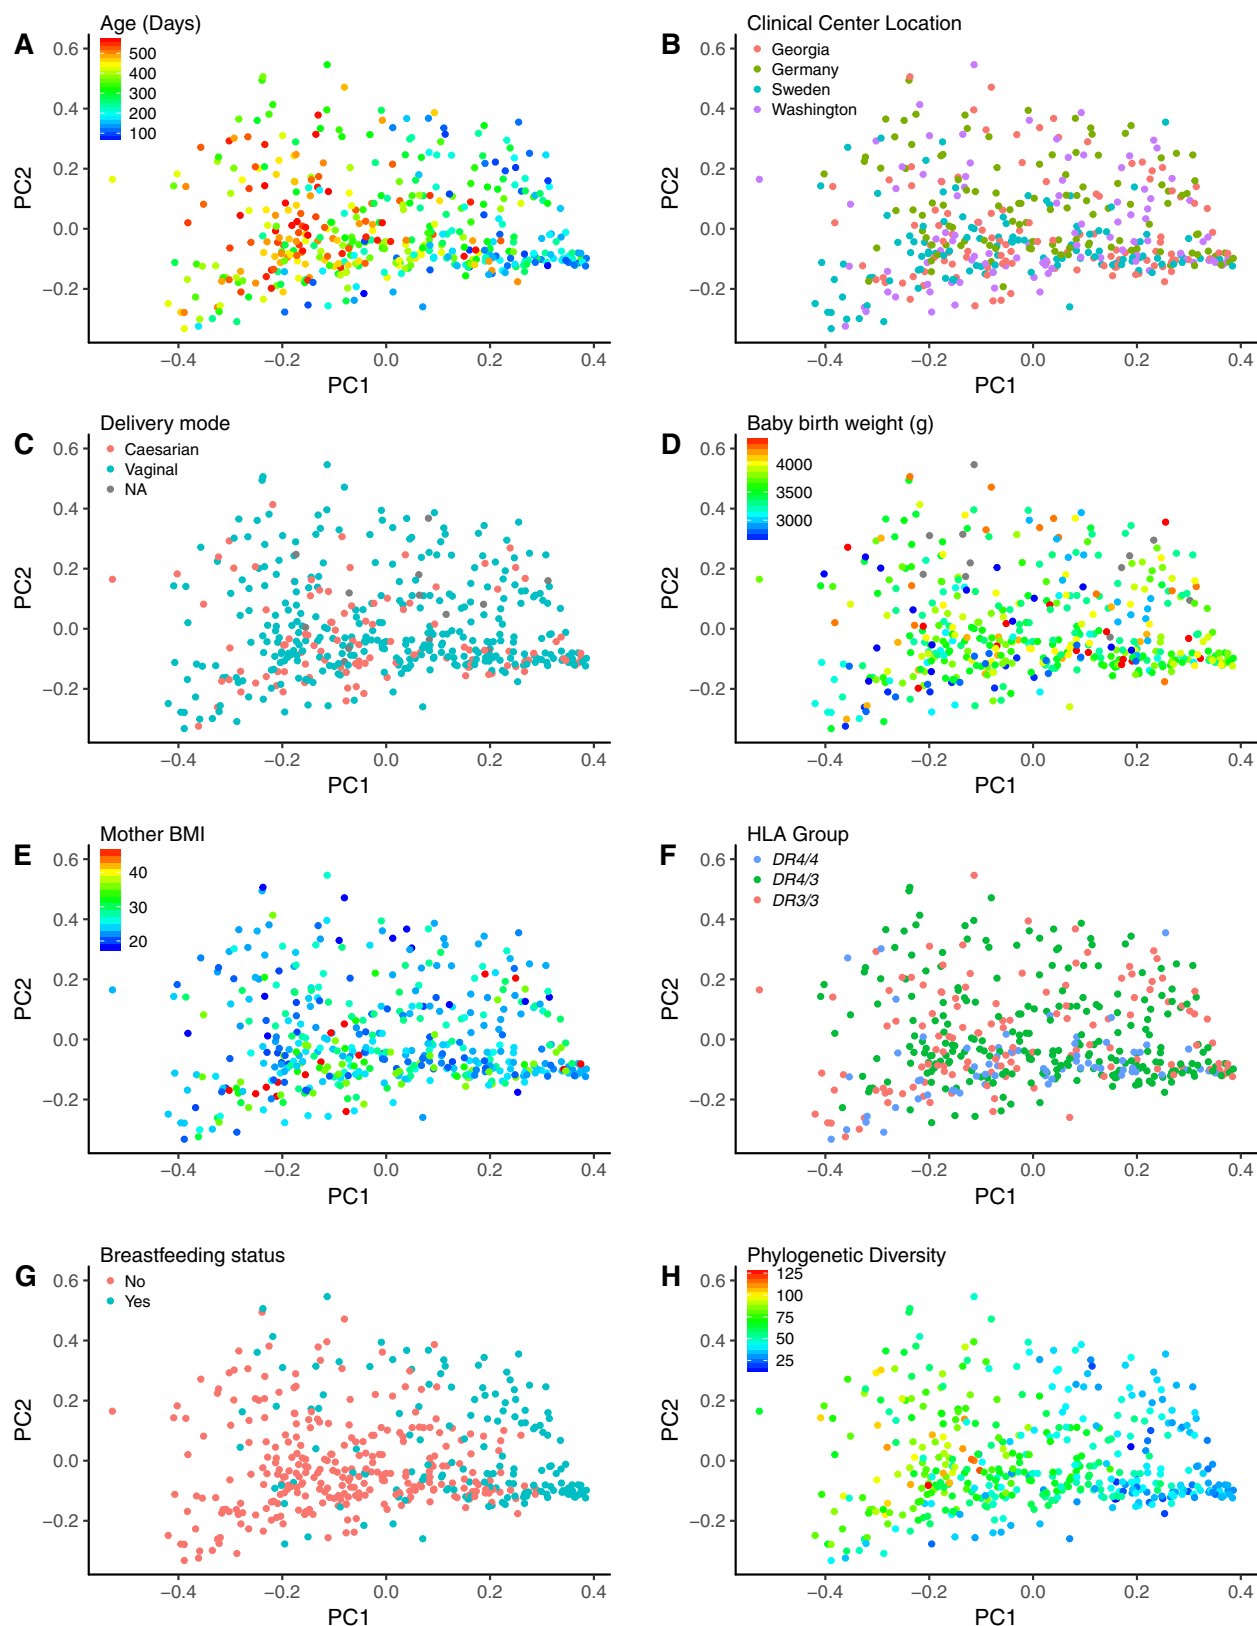 A
Age (Days)
500
400
300
200
100
0.6
0.4
0.2
0.0
−0.2
PC2
−0.4
−0.2
0.0
0.2
0.4
PC1
B
Clinical Center Location
Georgia
Germany
Sweden
Washington
0.6
0.4
0.2
0.0
−0.2
PC2
−0.4
−0.2
0.0
0.2
0.4
PC1
C
Delivery mode
Caesarian
Vaginal
NA
0.6
0.4
0.2
0.0
−0.2
PC2
−0.4
−0.2
0.0
0.2
0.4
PC1
D
Baby birth weight (g)
4000
3500
3000
0.6
0.4
0.2
0.0
−0.2
PC2
−0.4
−0.2
0.0
0.2
0.4
PC1
E
Mother BMI
40
30
20
0.6
0.4
0.2
0.0
−0.2
PC2
−0.4
−0.2
0.0
0.2
0.4
PC1
F
HLA Group
DR4/4
DR4/3
DR3/3
0.6
0.4
0.2
0.0
−0.2
PC2
−0.4
−0.2
0.0
0.2
0.4
PC1
G
Breastfeeding status
No
Yes
0.6
0.4
0.2
0.0
−0.2
PC2
−0.4
−0.2
0.0
0.2
0.4
PC1
H
Phylogenetic Diversity
125
100
75
50
25
0.6
0.4
0.2
0.0
−0.2
PC2
−0.4
−0.2
0.0
0.2
0.4
PC1